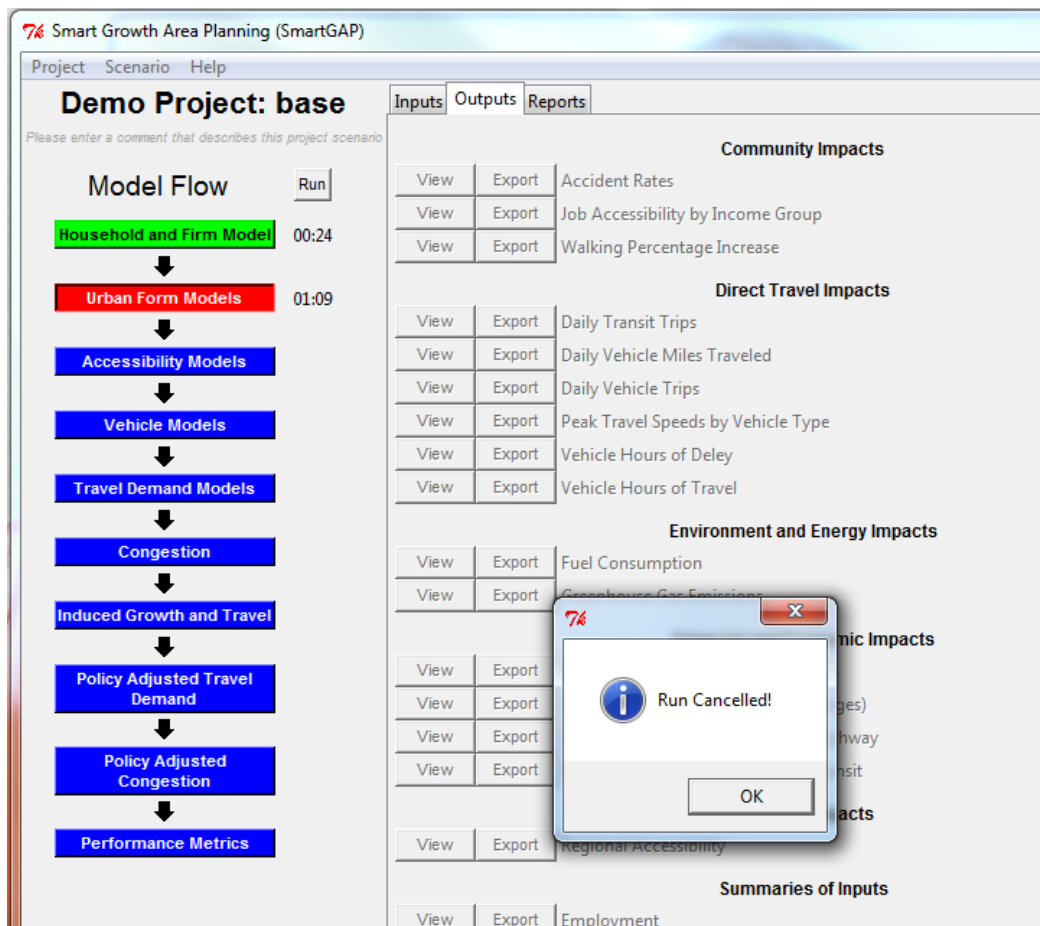 Smart Growth Area Planning (SmartGAP)
Project Scenario Help
Demo Project: base
Please enter a comment that describes this project scenario
Model Flow
Run
Household and Firm Model 00:24
Urban Form Models 01:09
Accessibility Models
Vehicle Models
Travel Demand Models
Congestion
Induced Growth and Travel
Policy Adjusted Travel
Demand
Policy Adjusted
Congestion
Performance Metrics
Inputs Outputs Reports
Community Impacts
View Export Accident Rates
View Export Job Accessibility by Income Group
View Export Walking Percentage Increase
Direct Travel Impacts
View Export Daily Transit Trips
View Export Daily Vehicle Miles Traveled
View Export Daily Vehicle Trips
View Export Peak Travel Speeds by Vehicle Type
View Export Vehicle Hours of Deley
View Export Vehicle Hours of Travel
Environment and Energy Impacts
View Export Fuel Consumption
View Export Greenhouse Gas Emissions
Impacts
View Export
View Export
View Export
View Export
View Export Regional Accessibility
Summaries of Inputs
View Export Employment
Run Cancelled!
OK